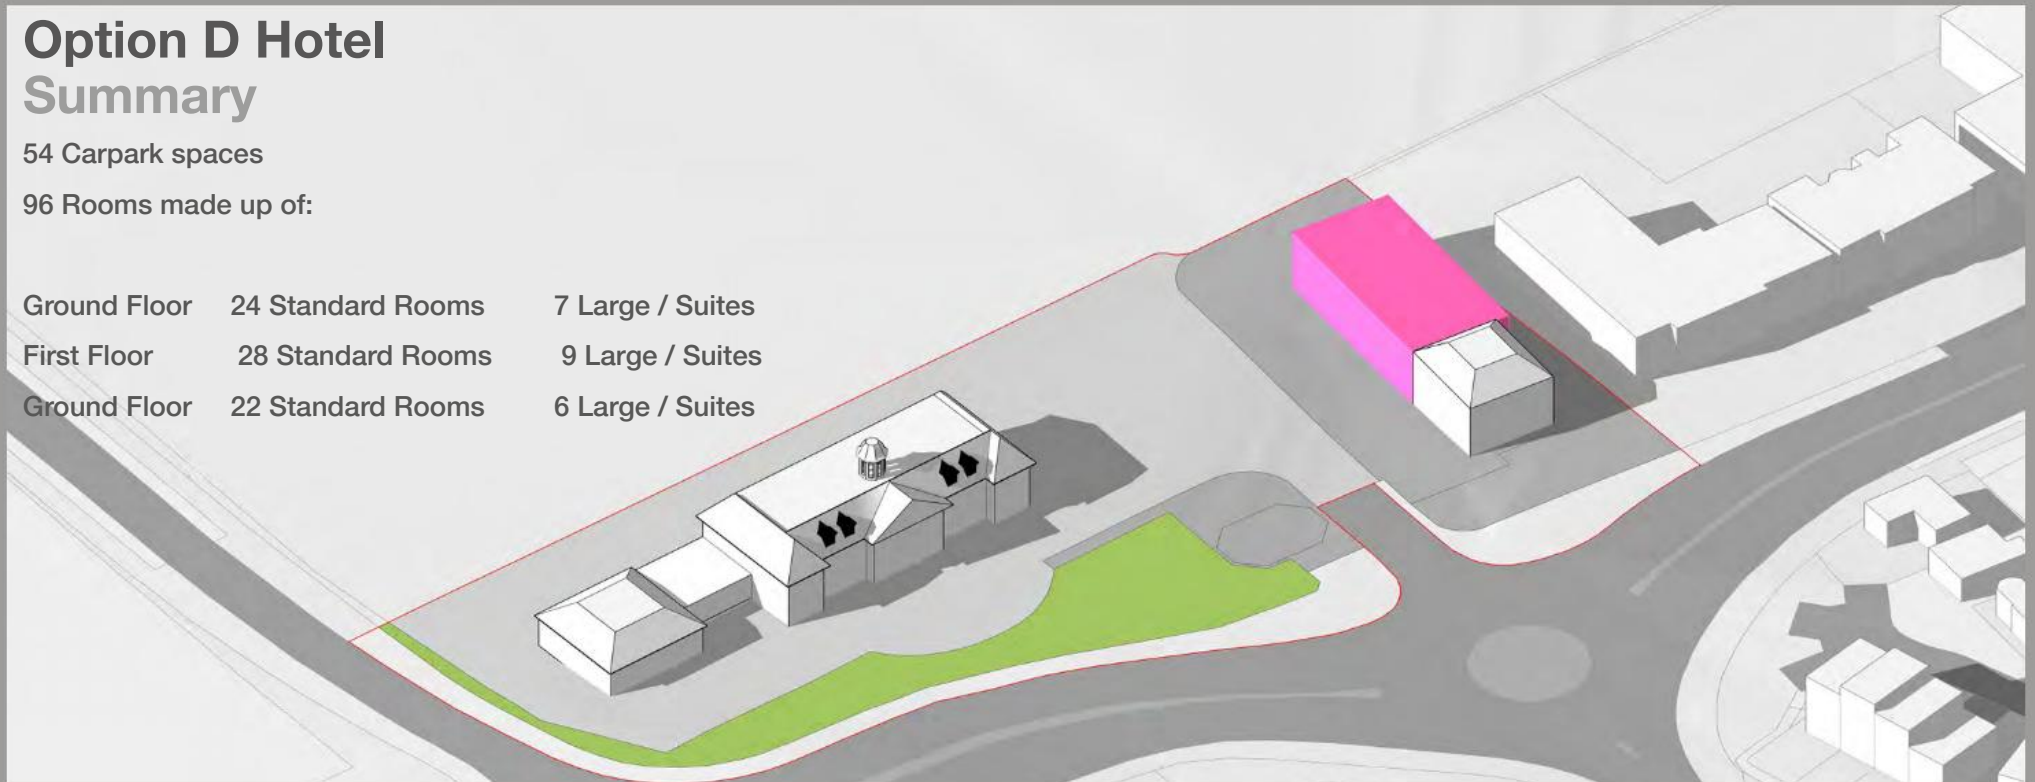 Option D Hotel
Summary
54 Carpark spaces
96 Rooms made up of:
Ground Floor 24 Standard Rooms 7 Large / Suites
First Floor 28 Standard Rooms 9 Large / Suites
Ground Floor 22 Standard Rooms 6 Large / Suites